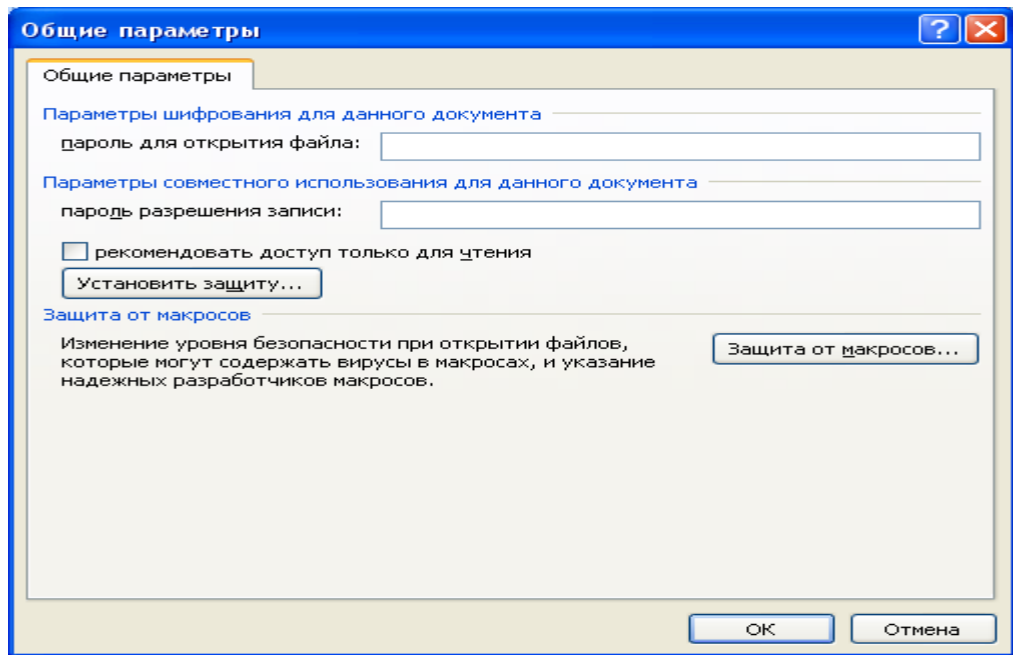 Общие параметры
Общие параметры
Параметры шифрования для данного документа
пароль для открытия файла:
Параметры совместного использования для данного документа
пароль разрешения записи:
рекомендовать доступ только для чтения
Установить защиту...
Защита от макросов
Изменение уровня безопасности при открытии файлов,
которые могут содержать вирусы в макросах, и указание
надежных разработчиков макросов.
Защита от макросов...
ОК
Отмена